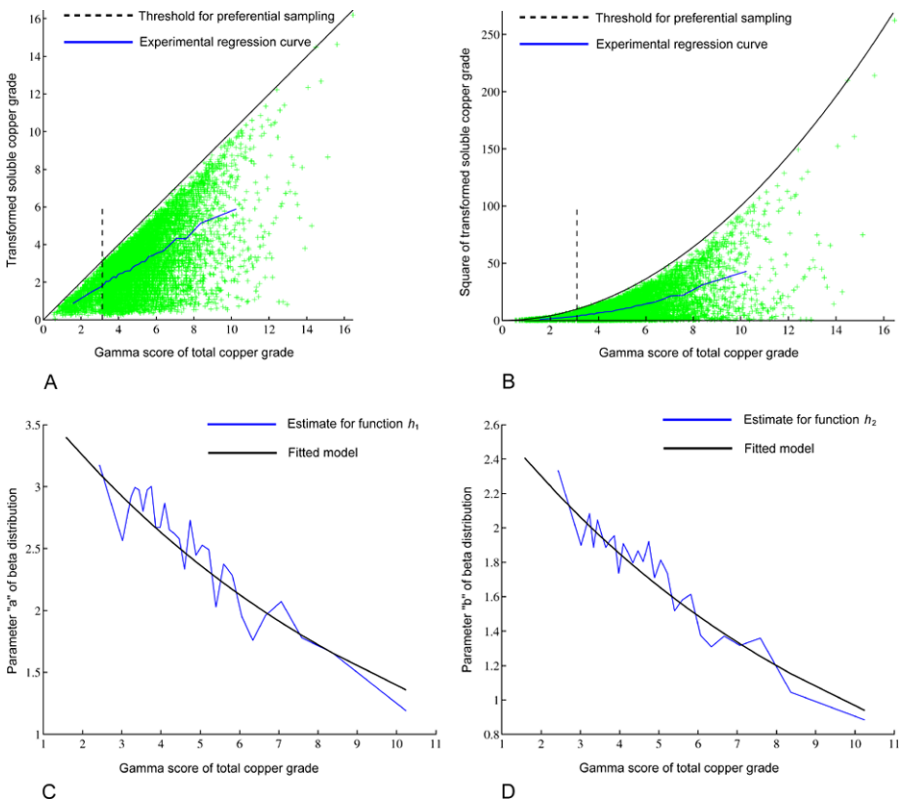 Threshold for preferential sampling
Experimental regression curve
Transformed soluble copper grade
16
14
12
10
8
6
4
2
0
0 2 4 6 8 10 12 14 16
Gamma score of total copper grade
A
Threshold for preferential sampling
Experimental regression curve
Square of transformed soluble copper grade
250
200
150
100
50
0
0 2 4 6 8 10 12 14 16
Gamma score of total copper grade
B
Estimate for function h₁
Fitted model
Parameter "a" of beta distribution
3.5
3
2.5
2
1.5
1
1 2 3 4 5 6 7 8 9 10 11
Gamma score of total copper grade
C
Estimate for function h₂
Fitted model
Parameter "b" of beta distribution
2.6
2.4
2.2
2
1.8
1.6
1.4
1.2
1
0.8
1 2 3 4 5 6 7 8 9 10 11
Gamma score of total copper grade
D